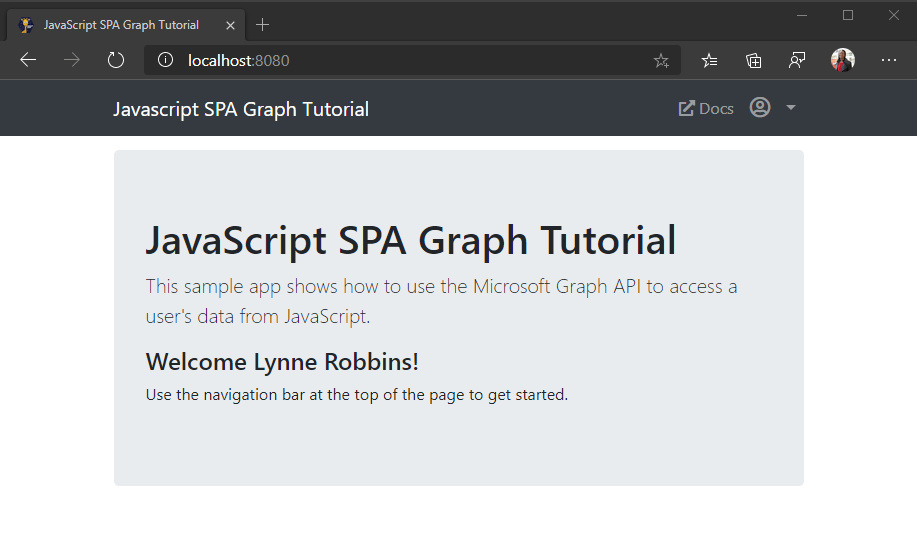 JavaScript SPA Graph Tutorial
localhost:8080
Javascript SPA Graph Tutorial
Docs
JavaScript SPA Graph Tutorial
This sample app shows how to use the Microsoft Graph API to access a
user's data from JavaScript.
Welcome Lynne Robbins!
Use the navigation bar at the top of the page to get started.